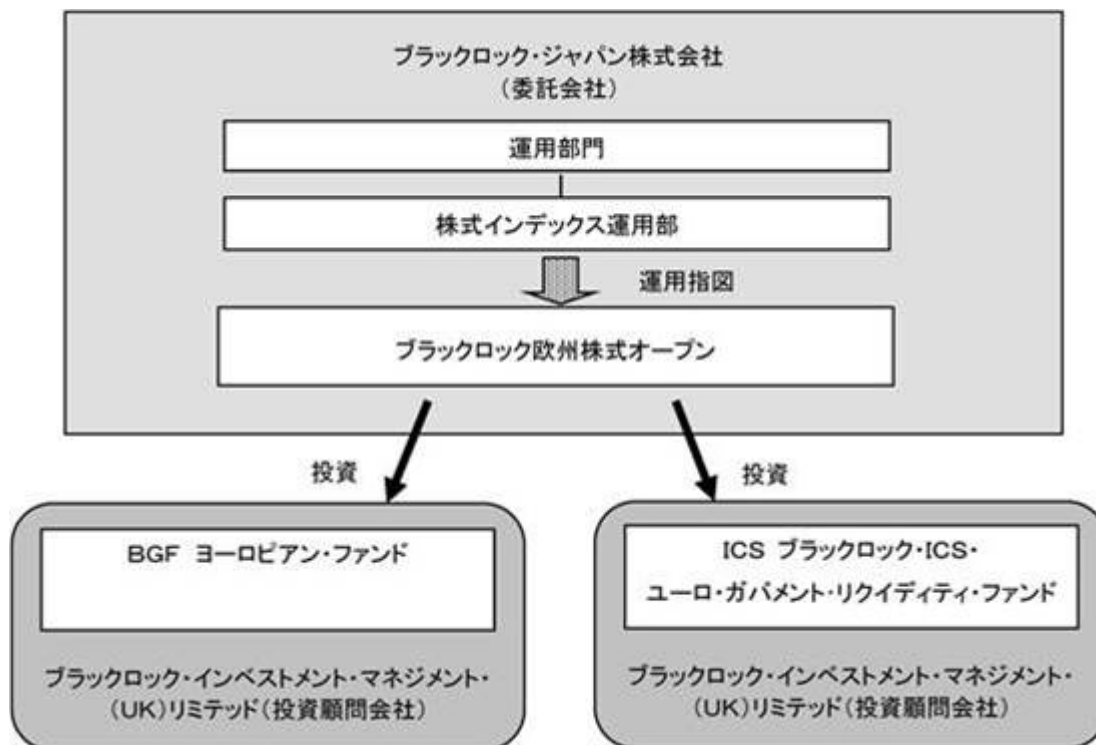 ブラックロック・ジャパン株式会社
(委託会社)
運用部門
株式インデックス運用部
運用指図
ブラックロック欧州株式オープン
投資
投資
BGF ヨーロピアン・ファンド
ICS ブラックロック・ICS・
ユーロ・ガバメント・リクイディティ・ファンド
ブラックロック・インベストメント・マネジメント・
(UK)リミテッド(投資顧問会社)
ブラックロック・インベストメント・マネジメント・
(UK)リミテッド(投資顧問会社)